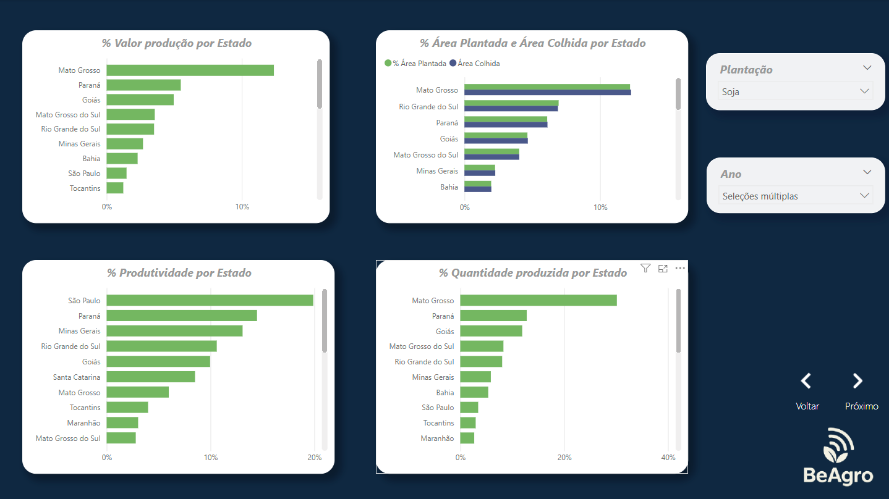 % Valor produção por Estado
Mato Grosso
Paraná
Goiás
Mato Grosso do Sul
Rio Grande do Sul
Minas Gerais
Bahia
São Paulo
Tocantins
0% 10%
% Área Plantada e Área Colhida por Estado
% Área Plantada Área Colhida
Mato Grosso
Rio Grande do Sul
Paraná
Goiás
Mato Grosso do Sul
Minas Gerais
Bahia
0% 10%
Plantação
Soja
Ano
Seleções múltiplas
% Produtividade por Estado
São Paulo
Paraná
Minas Gerais
Rio Grande do Sul
Goiás
Santa Catarina
Mato Grosso
Tocantins
Maranhão
Mato Grosso do Sul
0% 10% 20%
% Quantidade produzida por Estado
Mato Grosso
Paraná
Goiás
Mato Grosso do Sul
Rio Grande do Sul
Minas Gerais
Bahia
São Paulo
Tocantins
Maranhão
0% 20% 40%
Voltar Próximo
BeAgro